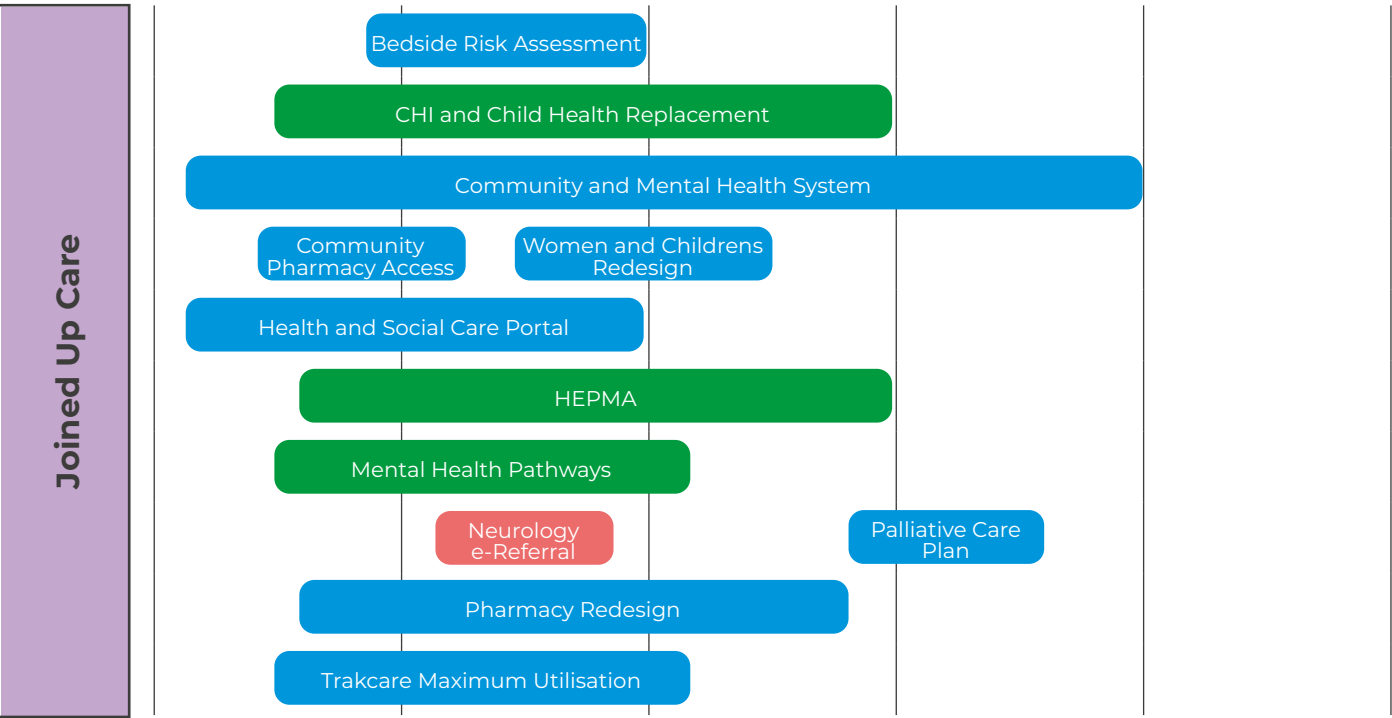 Joined Up Care
Bedside Risk Assessment
CHI and Child Health Replacement
Community and Mental Health System
Community
Pharmacy Access
Women and Childrens
Redesign
Health and Social Care Portal
HEPMA
Mental Health Pathways
Neurology
e-Referral
Palliative Care
Plan
Pharmacy Redesign
Trakcare Maximum Utilisation